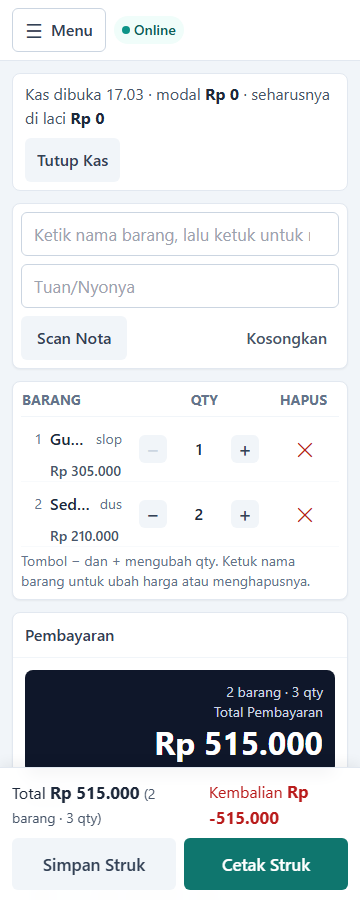 ☰ Menu
Online
Kas dibuka 17.03 · modal Rp 0 · seharusnya
di laci Rp 0
Tutup Kas
Ketik nama barang, lalu ketuk untuk
Tuan/Nyonya
Scan Nota
Kosongkan
BARANG QTY HAPUS
1 Gu... slop − 1 +
Rp 305.000
2 Sed... dus − 2 +
Rp 210.000
Tombol − dan + mengubah qty. Ketuk nama
barang untuk ubah harga atau menghapusnya.
Pembayaran
2 barang · 3 qty
Total Pembayaran
Rp 515.000
Total Rp 515.000 (2
barang · 3 qty)
Kembalian Rp
-515.000
Simpan Struk
Cetak Struk